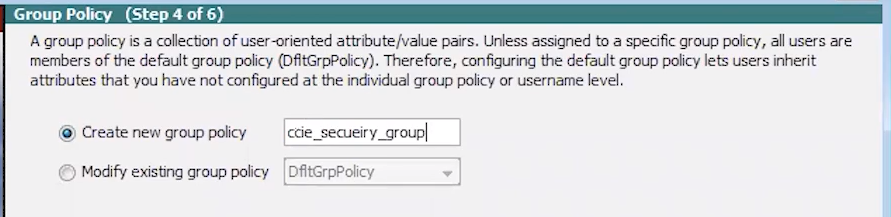 Group Policy (Step 4 of 6)
A group policy is a collection of user-oriented attribute/value pairs. Unless assigned to a specific group policy, all users are
members of the default group policy (DfltGrpPolicy). Therefore, configuring the default group policy lets users inherit
attributes that you have not configured at the individual group policy or username level.
Create new group policy ccie_secueiry_group
Modify existing group policy DfltGrpPolicy